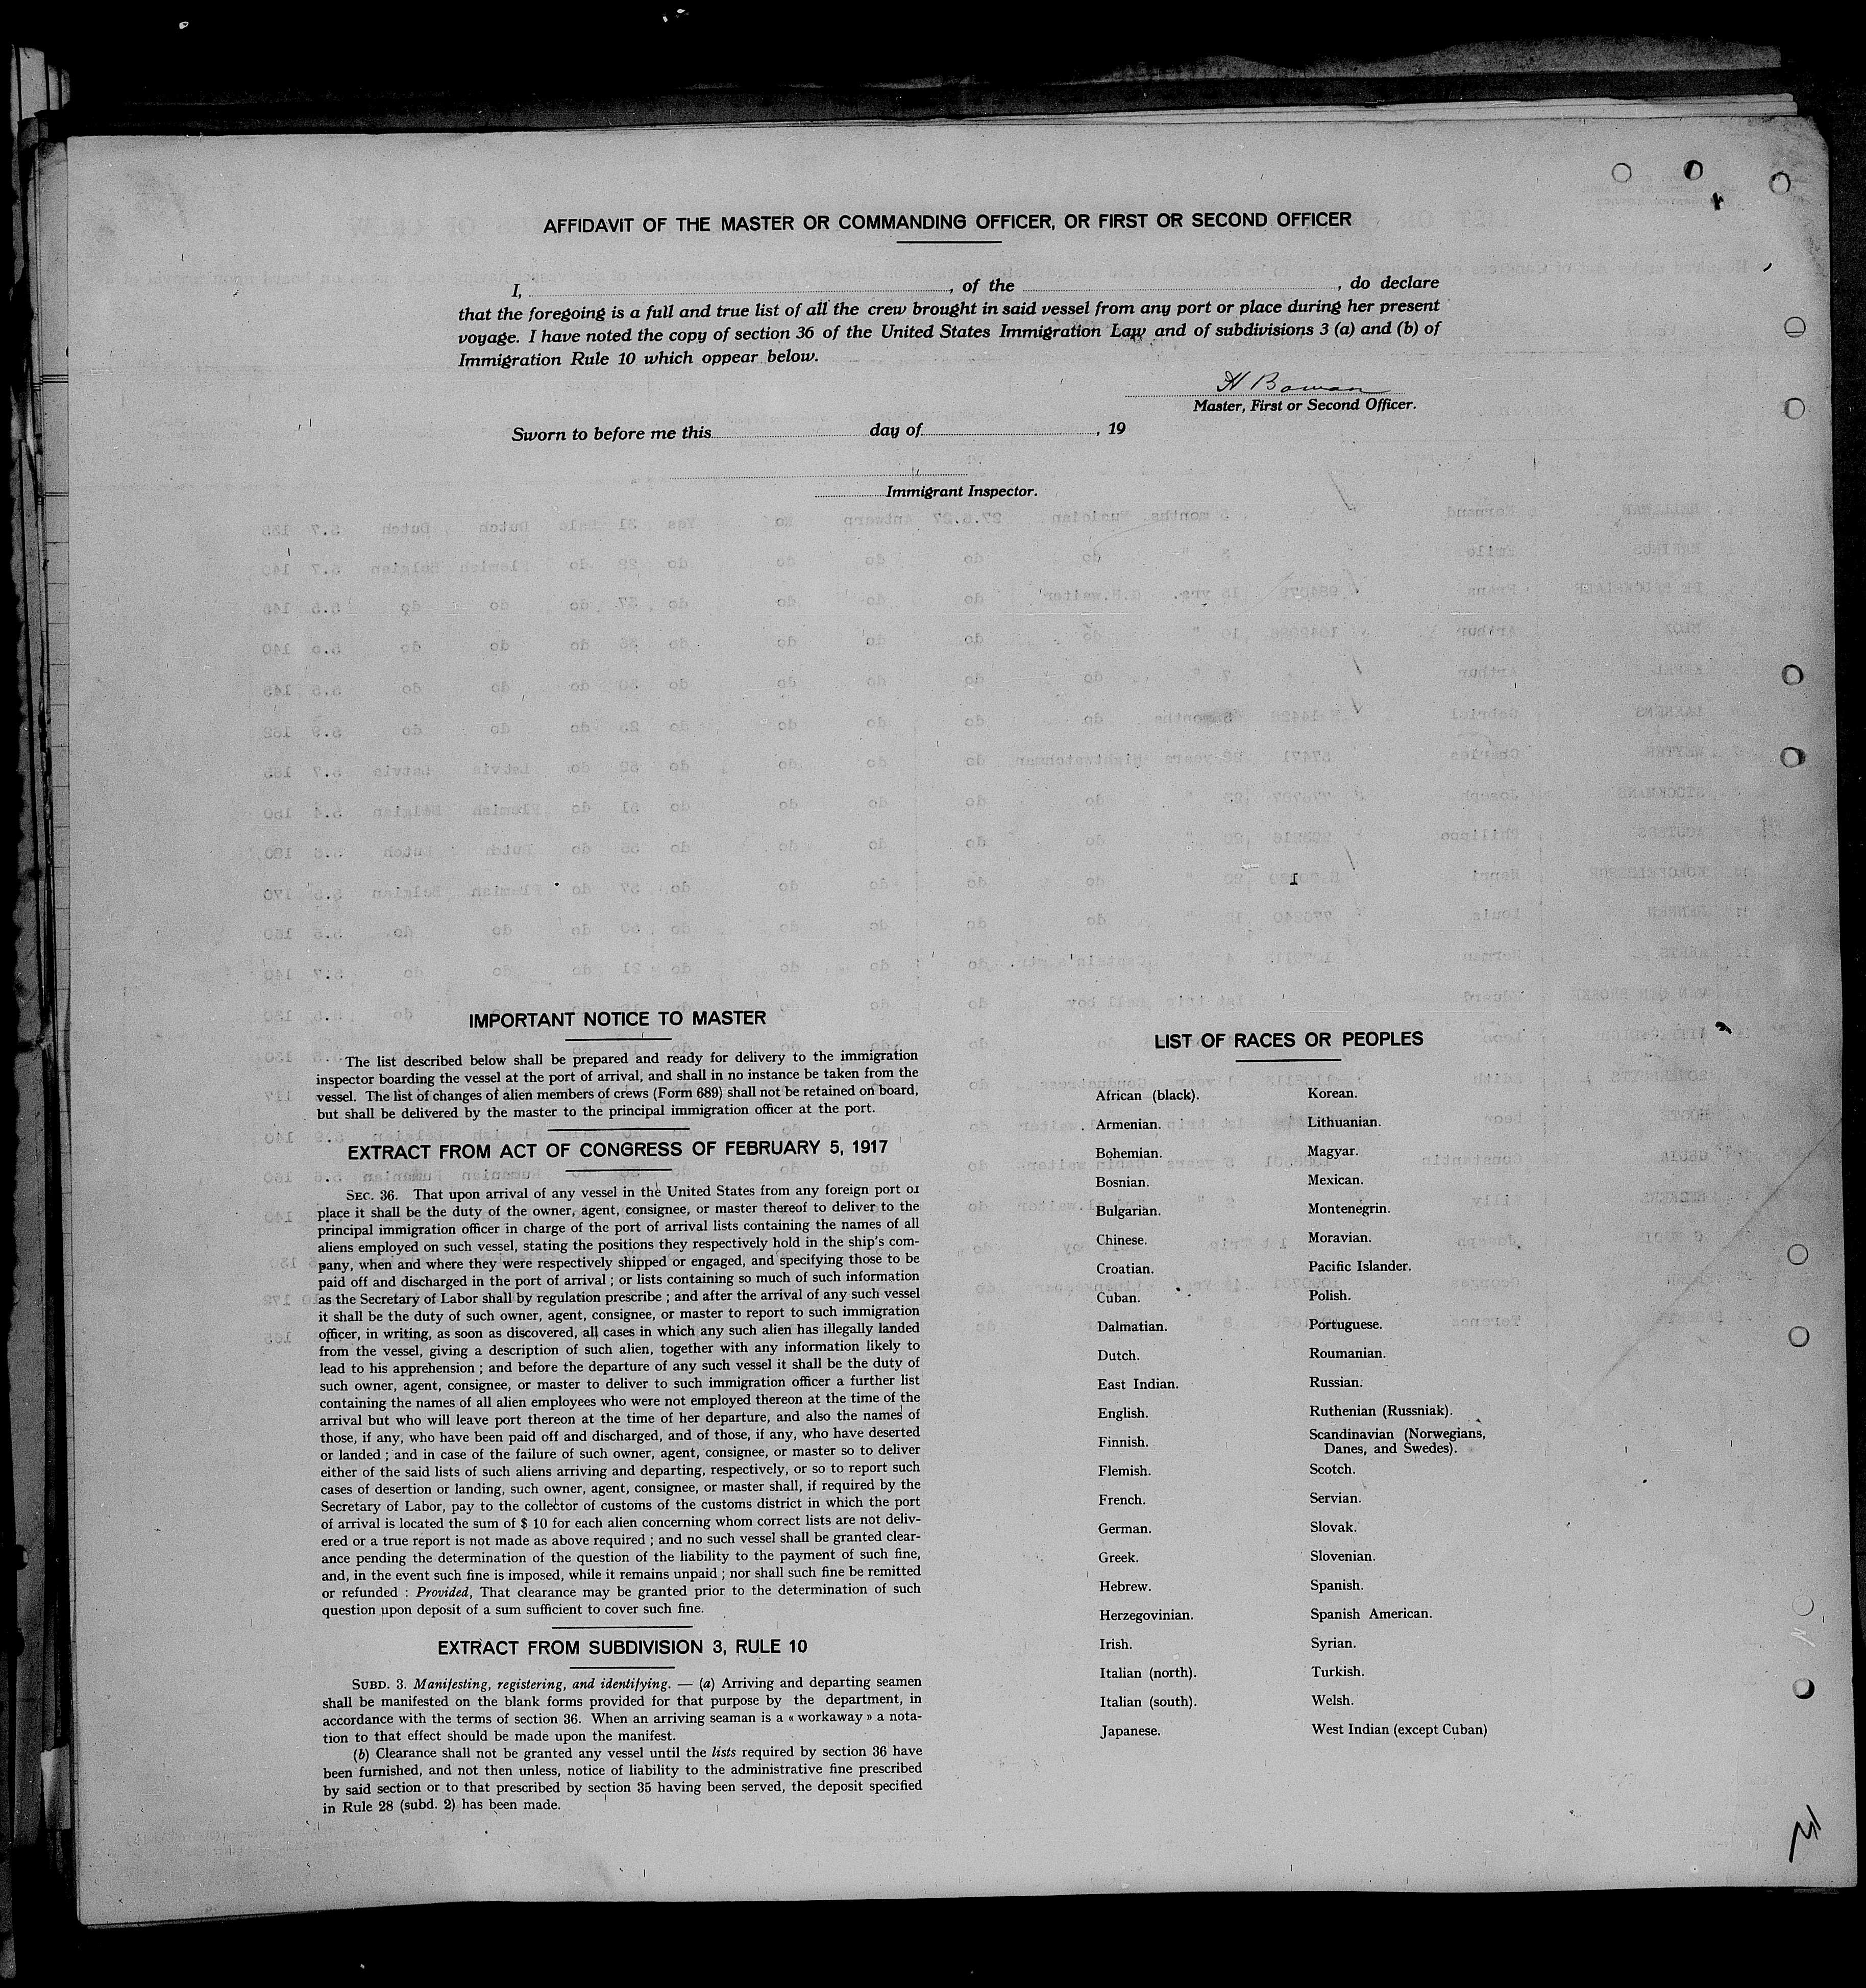 AFFIDAVIT OF THE MASTER OR COMMANDING OFFICER, OR FIRST OR SECOND OFFICER
I, , of the , do declare
that the foregoing is a full and true list of all the crew brought in said vessel from any port or place during her present
voyage. I have noted the copy of section 36 of the United States Immigration Law and of subdivisions 3 (a) and (b) of
Immigration Rule 10 which oppear below.
H Bowman
Master, First or Second Officer.
Sworn to before me this day of , 19
Immigrant Inspector.
IMPORTANT NOTICE TO MASTER
The list described below shall be prepared and ready for delivery to the immigration
inspector boarding the vessel at the port of arrival, and shall in no instance be taken from the
vessel. The list of changes of alien members of crews (Form 689) shall not be retained on board,
but shall be delivered by the master to the principal immigration officer at the port.
EXTRACT FROM ACT OF CONGRESS OF FEBRUARY 5, 1917
SEC. 36. That upon arrival of any vessel in the United States from any foreign port or
place it shall be the duty of the owner, agent, consignee, or master thereof to deliver to the
principal immigration officer in charge of the port of arrival lists containing the names of all
aliens employed on such vessel, stating the positions they respectively hold in the ship's com-
pany, when and where they were respectively shipped or engaged, and specifying those to be
paid off and discharged in the port of arrival ; or lists containing so much of such information
as the Secretary of Labor shall by regulation prescribe ; and after the arrival of any such vessel
it shall be the duty of such owner, agent, consignee, or master to report to such immigration
officer, in writing, as soon as discovered, all cases in which any such alien has illegally landed
from the vessel, giving a description of such alien, together with any information likely to
lead to his apprehension ; and before the departure of any such vessel it shall be the duty of
such owner, agent, consignee, or master to deliver to such immigration officer a further list
containing the names of all alien employees who were not employed thereon at the time of the
arrival but who will leave port thereon at the time of her departure, and also the names of
those, if any, who have been paid off and discharged, and of those, if any, who have deserted
or landed ; and in case of the failure of such owner, agent, consignee, or master so to deliver
either of the said lists of such aliens arriving and departing, respectively, or so to report such
cases of desertion or landing, such owner, agent, consignee, or master shall, if required by the
Secretary of Labor, pay to the collector of customs of the customs district in which the port
of arrival is located the sum of $ 10 for each alien concerning whom correct lists are not deliv-
ered or a true report is not made as above required ; and no such vessel shall be granted clear-
ance pending the determination of the question of the liability to the payment of such fine,
and, in the event such fine is imposed, while it remains unpaid ; nor shall such fine be remitted
or refunded : Provided, That clearance may be granted prior to the determination of such
question upon deposit of a sum sufficient to cover such fine.
EXTRACT FROM SUBDIVISION 3, RULE 10
SUBD. 3. Manifesting, registering, and identifying. — (a) Arriving and departing seamen
shall be manifested on the blank forms provided for that purpose by the department, in
accordance with the terms of section 36. When an arriving seaman is a « workaway » a nota-
tion to that effect should be made upon the manifest.
(b) Clearance shall not be granted any vessel until the lists required by section 36 have
been furnished, and not then unless, notice of liability to the administrative fine prescribed
by said section or to that prescribed by section 35 having been served, the deposit specified
in Rule 28 (subd. 2) has been made.
LIST OF RACES OR PEOPLES
African (black).
Armenian.
Bohemian.
Bosnian.
Bulgarian.
Chinese.
Croatian.
Cuban.
Dalmatian.
Dutch.
East Indian.
English.
Finnish.
Flemish.
French.
German.
Greek.
Hebrew.
Herzegovinian.
Irish.
Italian (north).
Italian (south).
Japanese.
Korean.
Lithuanian.
Magyar.
Mexican.
Montenegrin.
Moravian.
Pacific Islander.
Polish.
Portuguese.
Roumanian.
Russian.
Ruthenian (Russniak).
Scandinavian (Norwegians,
Danes, and Swedes).
Scotch.
Servian.
Slovak.
Slovenian.
Spanish.
Spanish American.
Syrian.
Turkish.
Welsh.
West Indian (except Cuban)